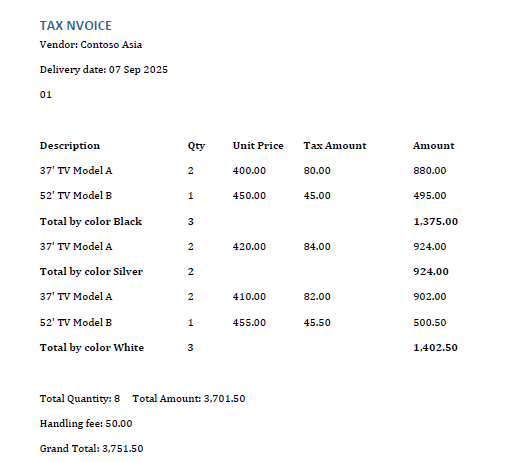 TAX NVOICE
Vendor: Contoso Asia
Delivery date: 07 Sep 2025
01
Description Qty Unit Price Tax Amount Amount
37' TV Model A 2 400.00 80.00 880.00
52' TV Model B 1 450.00 45.00 495.00
Total by color Black 3 1,375.00
37' TV Model A 2 420.00 84.00 924.00
Total by color Silver 2 924.00
37' TV Model A 2 410.00 82.00 902.00
52' TV Model B 1 455.00 45.50 500.50
Total by color White 3 1,402.50
Total Quantity: 8 Total Amount: 3,701.50
Handling fee: 50.00
Grand Total: 3,751.50